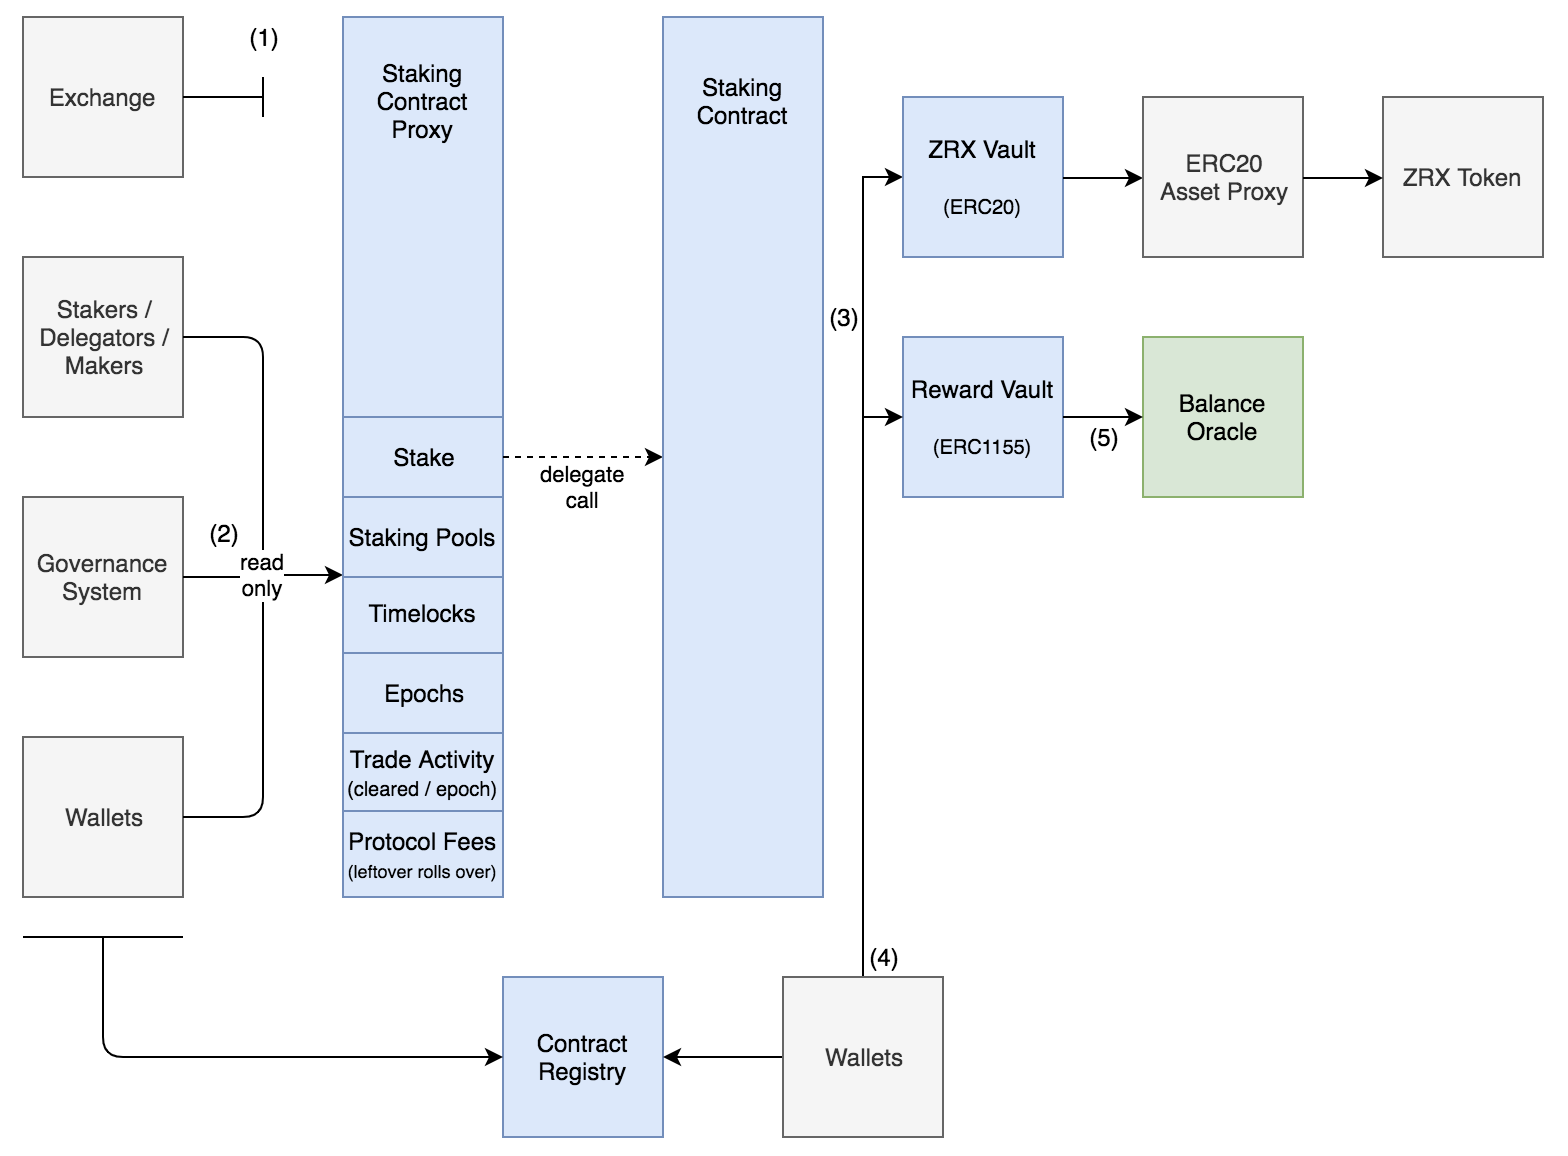 (1)
Exchange
Staking
Contract
Proxy
Staking
Contract
ZRX Vault
(ERC20)
ERC20
Asset Proxy
ZRX Token
Stakers /
Delegators /
Makers
(3)
Reward Vault
(ERC1155)
(5)
Balance
Oracle
Stake
delegate
call
(2)
Governance
System
read
only
Staking Pools
Timelocks
Epochs
Trade Activity
(cleared / epoch)
Wallets
Protocol Fees
(leftover rolls over)
(4)
Contract
Registry
Wallets